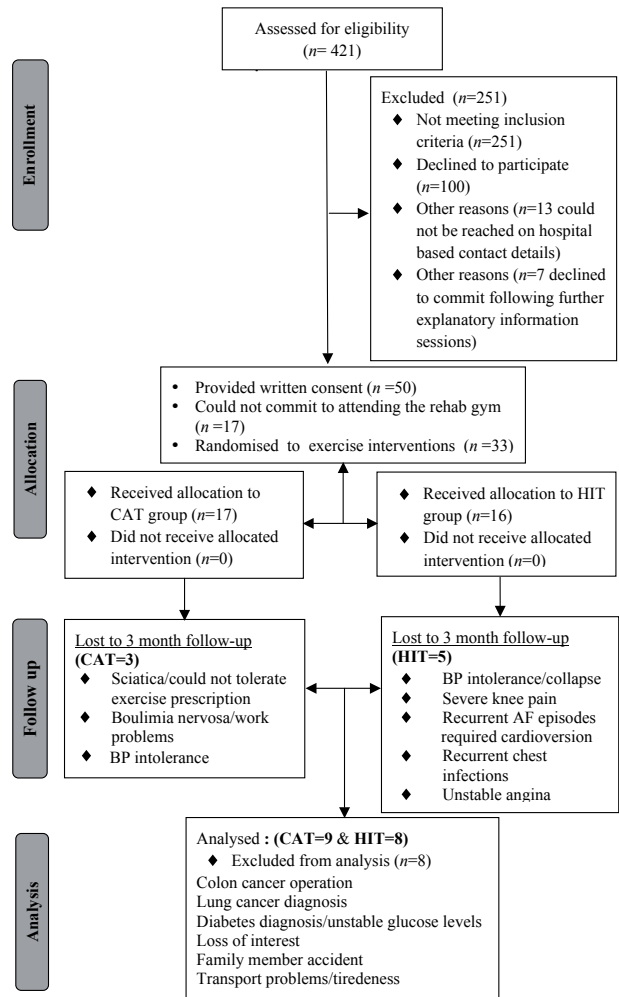 Assessed for eligibility
(n= 421)
Enrollment
Excluded (n=251)
♦ Not meeting inclusion
criteria (n=251)
♦ Declined to participate
(n=100)
♦ Other reasons (n=13 could
not be reached on hospital
based contact details)
♦ Other reasons (n=7 declined
to commit following further
explanatory information
sessions)
Allocation
• Provided written consent (n =50)
• Could not commit to attending the rehab gym
(n =17)
• Randomised to exercise interventions (n =33)
♦ Received allocation to
CAT group (n=17)
♦ Did not receive allocated
intervention (n=0)
♦ Received allocation to HIT
group (n=16)
♦ Did not receive allocated
intervention (n=0)
Follow up
Lost to 3 month follow-up
(CAT=3)
♦ Sciatica/could not tolerate
exercise prescription
♦ Boulimia nervosa/work
problems
♦ BP intolerance
Lost to 3 month follow-up
(HIT=5)
♦ BP intolerance/collapse
♦ Severe knee pain
♦ Recurrent AF episodes
required cardioversion
♦ Recurrent chest
infections
♦ Unstable angina
Analysis
Analysed : (CAT=9 & HIT=8)
♦ Excluded from analysis (n=8)
Colon cancer operation
Lung cancer diagnosis
Diabetes diagnosis/unstable glucose levels
Loss of interest
Family member accident
Transport problems/tiredeness